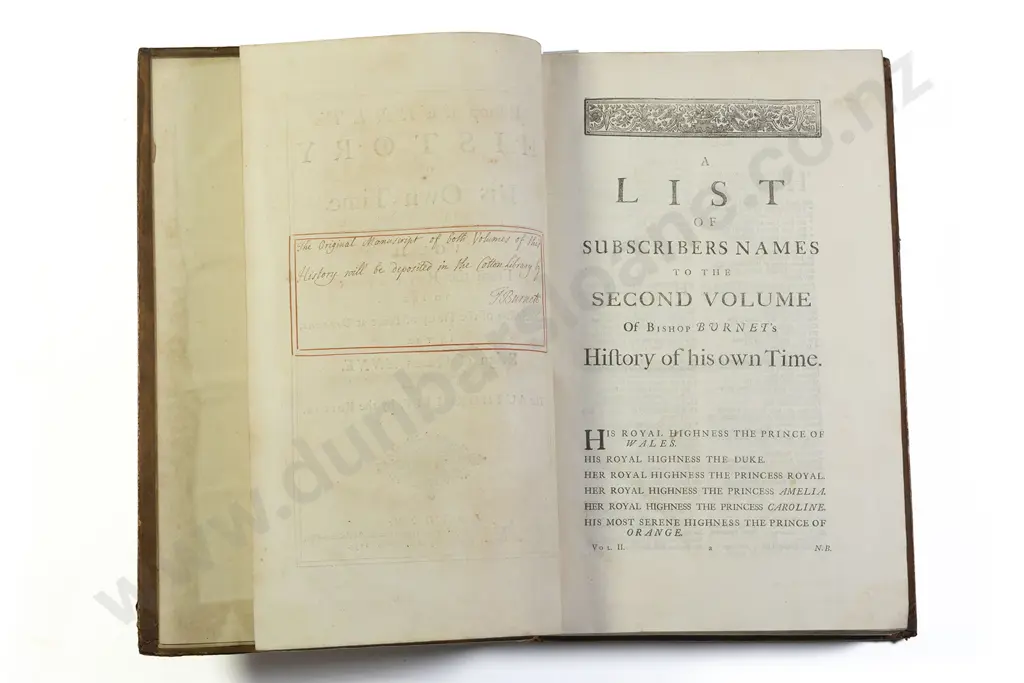 The Original Manuscript of both Volumes of this
History will be deposited in the Cotton Library by
T. Burnett
A
LIST
OF
SUBSCRIBERS NAMES
TO THE
SECOND VOLUME
Of BISHOP BURNET's
Hiſtory of his own Time.
HIS ROYAL HIGHNESS THE PRINCE OF
WALES.
HIS ROYAL HIGHNESS THE DUKE.
HER ROYAL HIGHNESS THE PRINCESS ROYAL.
HER ROYAL HIGHNESS THE PRINCESS AMELIA.
HER ROYAL HIGHNESS THE PRINCESS CAROLINE.
HIS MOST SERENE HIGHNESS THE PRINCE OF
ORANGE.
VOL. II. a N.B.
www.dunbarsloane.co.nz